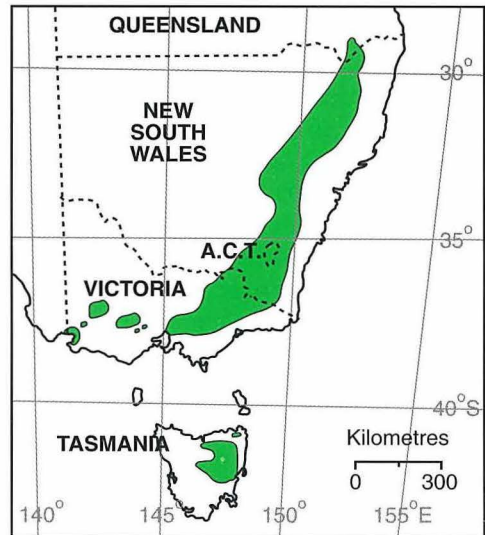 QUEENSLAND
30°
NEW
SOUTH
WALES
A.C.T.
35°
VICTORIA
40°S
TASMANIA
Kilometres
0 300
140° 145° 150° 155°E